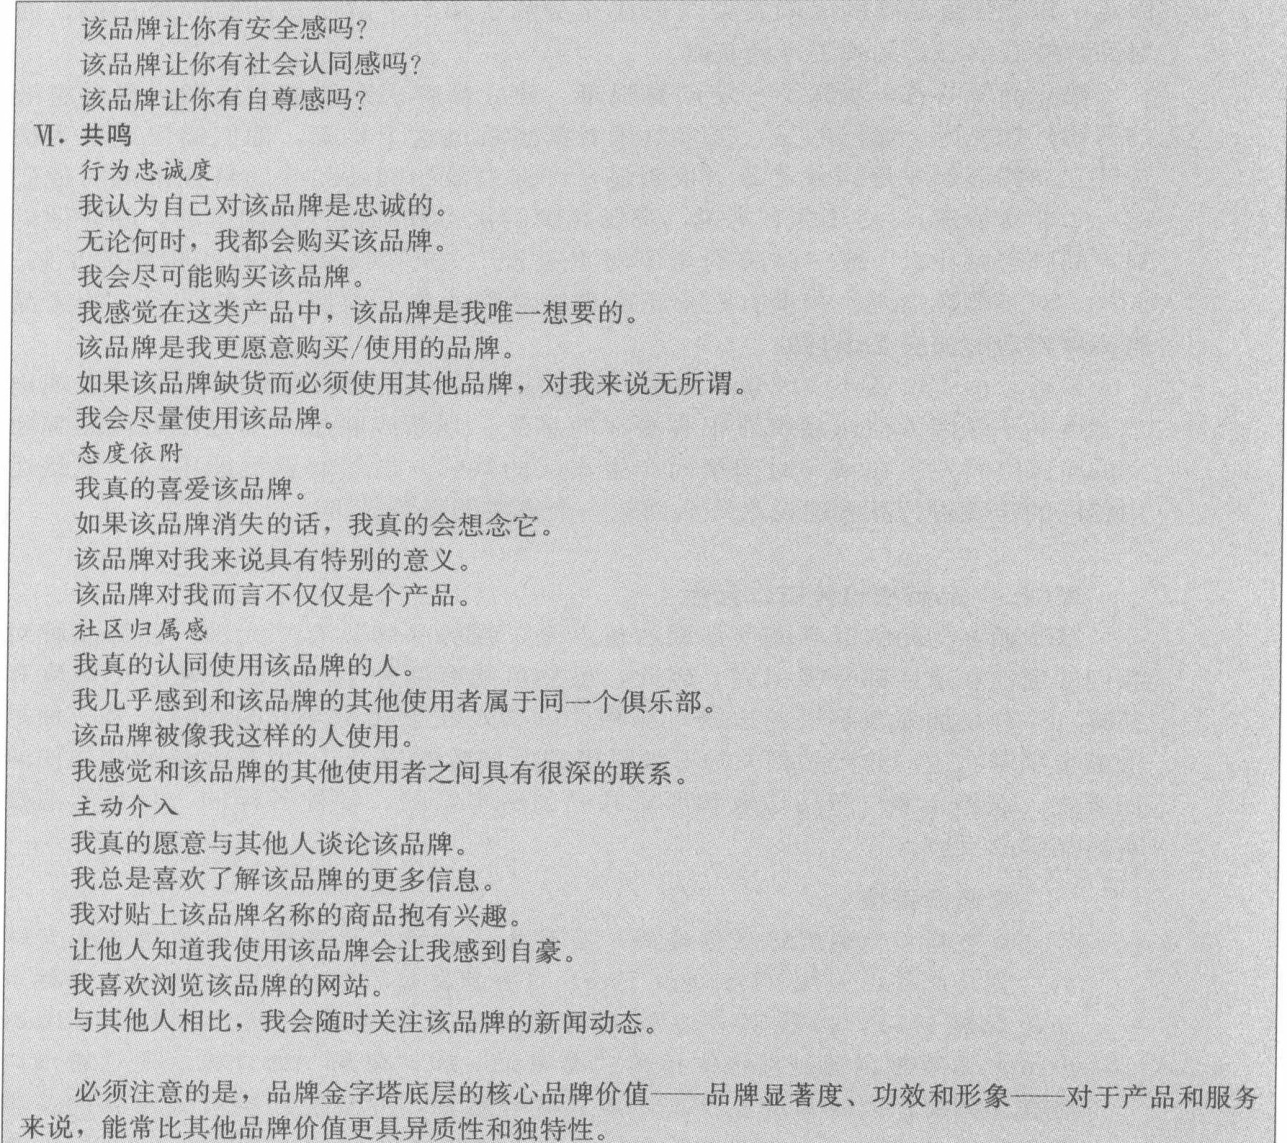 该品牌让你有安全感吗?
该品牌让你有社会认同感吗?
该品牌让你有自尊感吗?
Ⅵ. 共鸣
行为忠诚度
我认为自己对该品牌是忠诚的。
无论何时，我都会购买该品牌。
我会尽可能购买该品牌。
我感觉在这类产品中，该品牌是我唯一想要的。
该品牌是我更愿意购买/使用的品牌。
如果该品牌缺货而必须使用其他品牌，对我来说无所谓。
我会尽量使用该品牌。
态度依附
我真的喜爱该品牌。
如果该品牌消失的话，我真的会想念它。
该品牌对我来说具有特别的意义。
该品牌对我而言不仅仅是个产品。
社区归属感
我真的认同使用该品牌的人。
我几乎感到和该品牌的其他使用者属于同一个俱乐部。
该品牌被像我这样的人使用。
我感觉和该品牌的其他使用者之间具有很深的联系。
主动介入
我真的愿意与其他人谈论该品牌。
我总是喜欢了解该品牌的更多信息。
我对贴上该品牌名称的商品抱有兴趣。
让他人知道我使用该品牌会让我感到自豪。
我喜欢浏览该品牌的网站。
与其他人相比，我会随时关注该品牌的新闻动态。
必须注意的是，品牌金字塔底层的核心品牌价值——品牌显著度、功效和形象——对于产品和服务
来说，能常比其他品牌价值更具异质性和独特性。